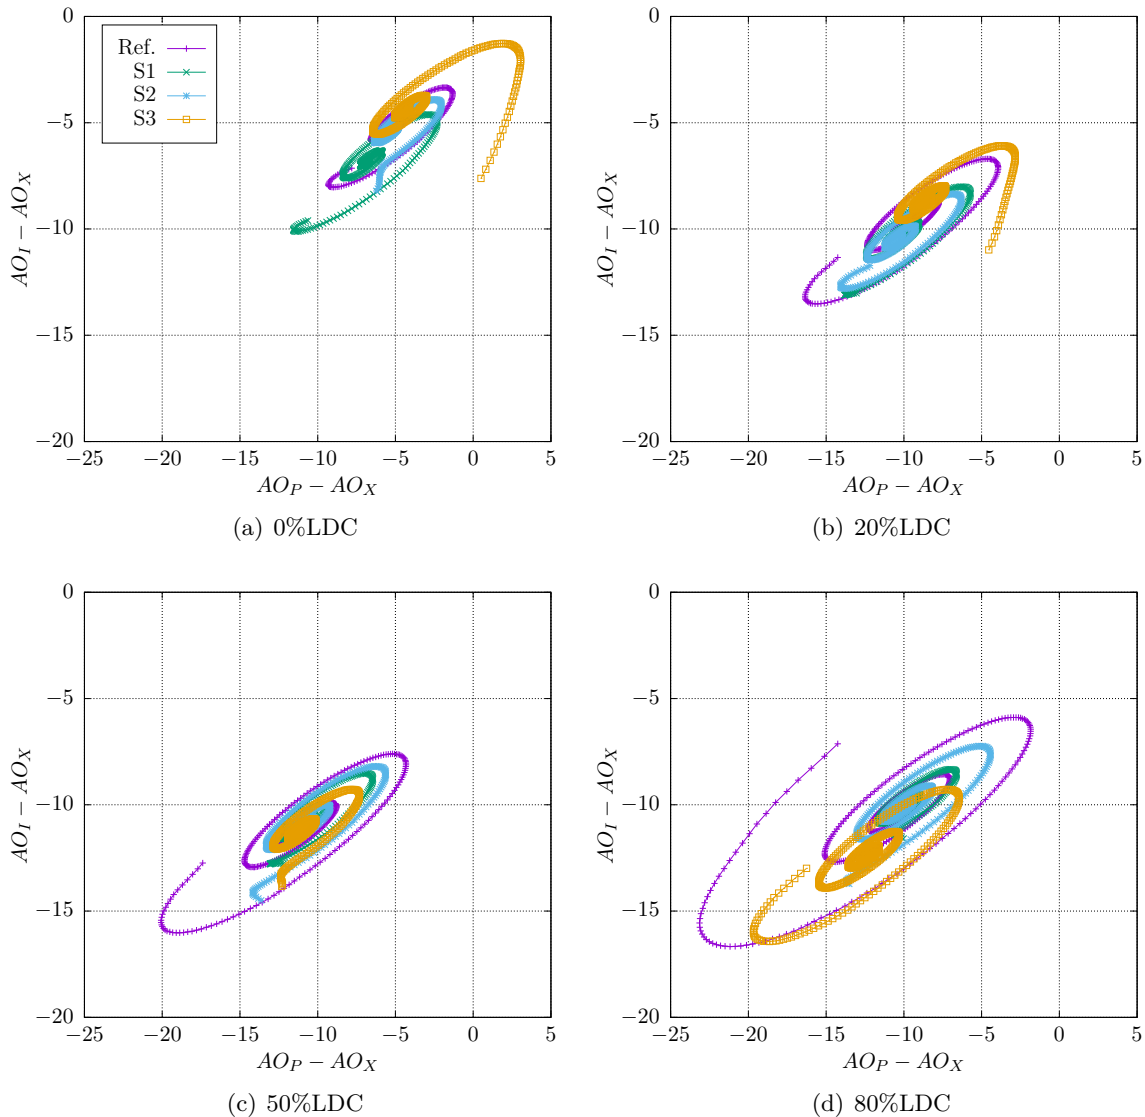 0
−5
−10
−15
−20
−25 −20 −15 −10 −5 0 5
AO_I − AO_X
AO_P − AO_X
Ref.
S1
S2
S3
(a) 0%LDC
0
−5
−10
−15
−20
−25 −20 −15 −10 −5 0 5
AO_I − AO_X
AO_P − AO_X
(b) 20%LDC
0
−5
−10
−15
−20
−25 −20 −15 −10 −5 0 5
AO_I − AO_X
AO_P − AO_X
(c) 50%LDC
0
−5
−10
−15
−20
−25 −20 −15 −10 −5 0 5
AO_I − AO_X
AO_P − AO_X
(d) 80%LDC